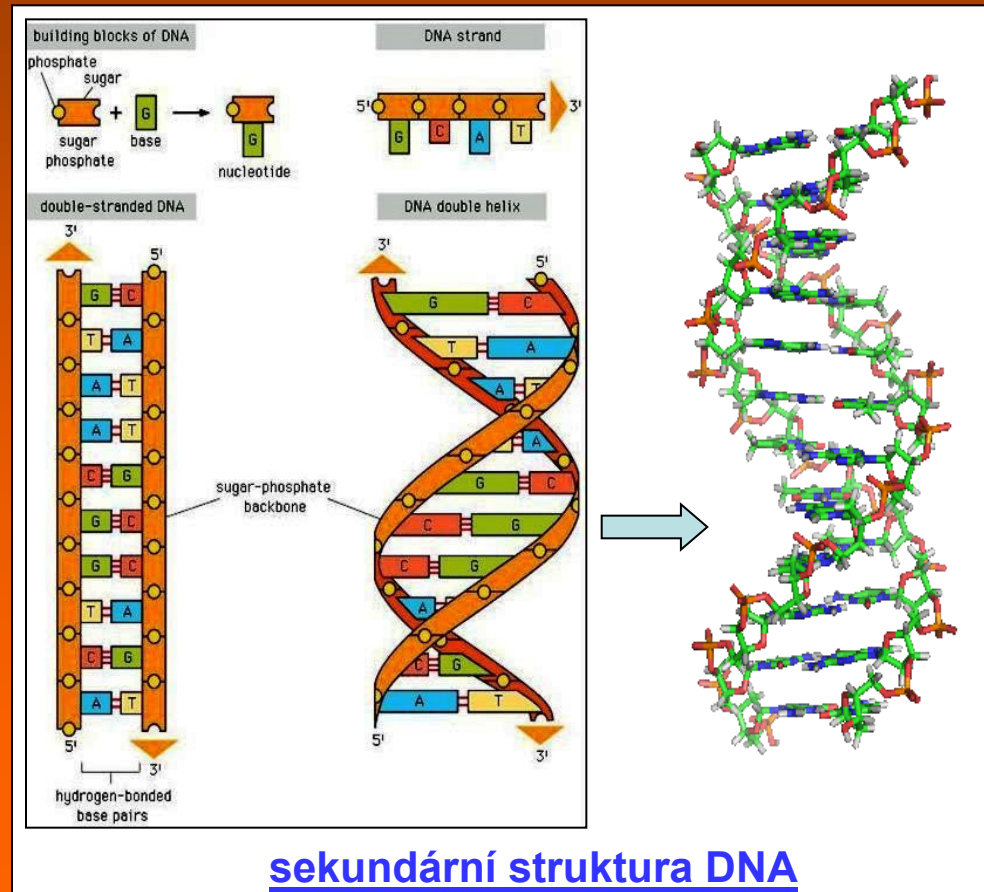 building blocks of DNA
phosphate
sugar
+
G
sugar
phosphate
base
G
nucleotide
DNA strand
5'
3'
G
C
A
T
double-stranded DNA
3'
5'
G C
T A
A T
A T
C G
G C
G C
T A
C G
A T
5'
3'
hydrogen-bonded
base pairs
sugar-phosphate
backbone
DNA double helix
3'
5'
G C
T A
A T
A
G C
C G
C G
A
C G
A T
5'
3'
sekundární struktura DNA